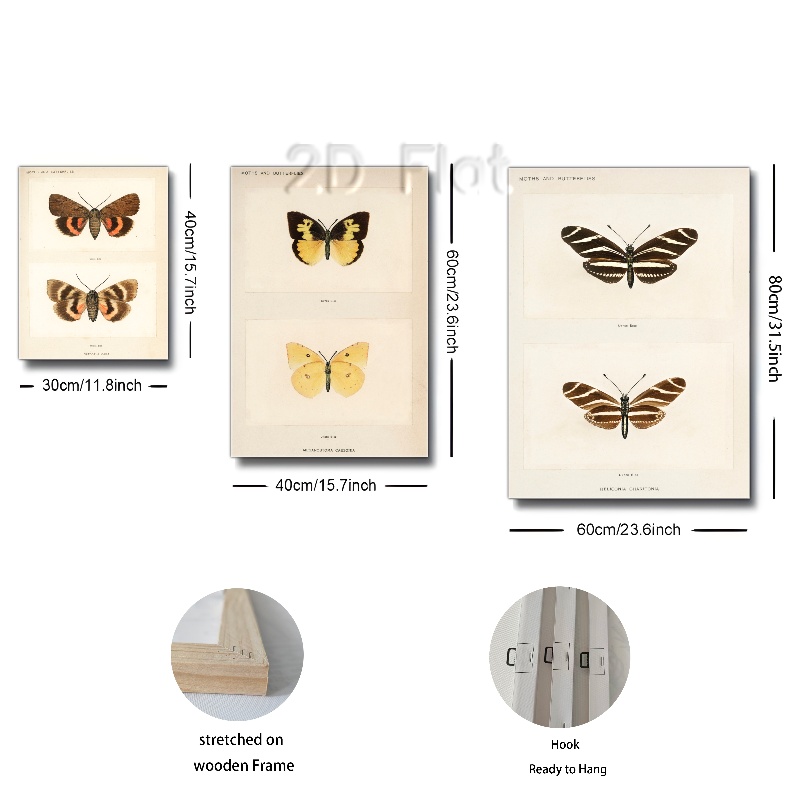 2D Flat
MOTHS AND BUTTERFLIES
MOTHS AND BUTTERFLIES
40cm/15.7inch
60cm/23.6inch
80cm/31.5inch
30cm/11.8inch
40cm/15.7inch
60cm/23.6inch
stretched on
wooden Frame
Hook
Ready to Hang